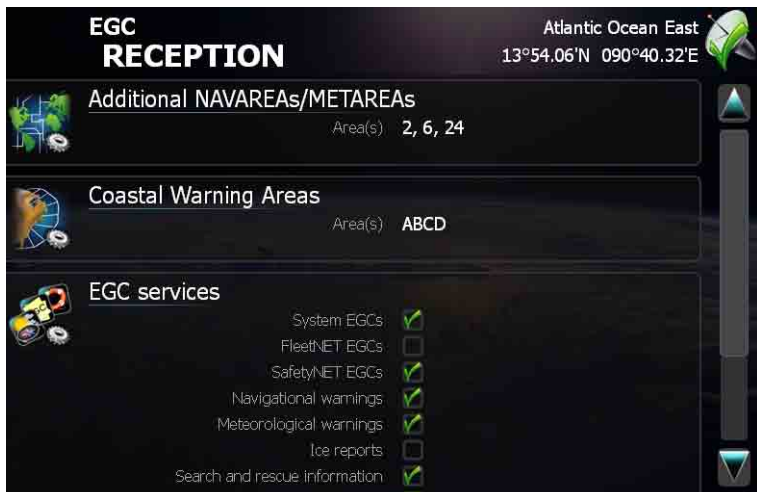 EGC
RECEPTION
Atlantic Ocean East
13°54.06'N 090°40.32'E
Additional NAVAREAs/METAREAs
Area(s) 2, 6, 24
Coastal Warning Areas
Area(s) ABCD
EGC services
System EGCs
FleetNET EGCs
SafetyNET EGCs
Navigational warnings
Meteorological warnings
Ice reports
Search and rescue information